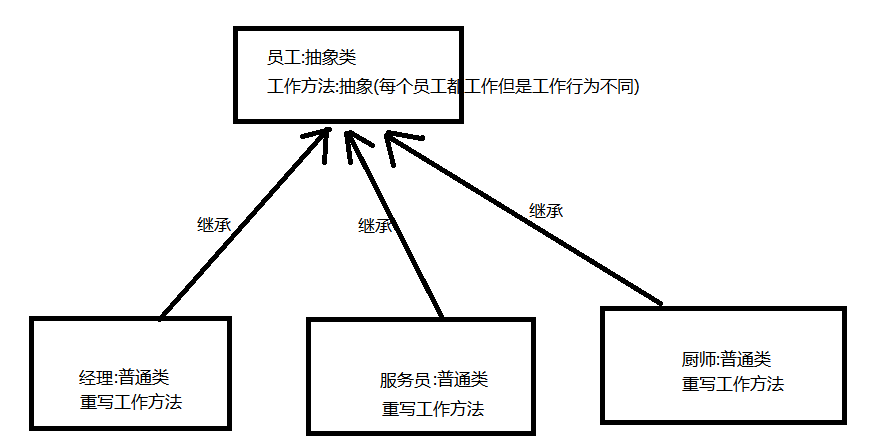 员工:抽象类
工作方法:抽象(每个员工都工作但是工作行为不同)
继承
继承
继承
经理:普通类
重写工作方法
服务员:普通类
重写工作方法
厨师:普通类
重写工作方法